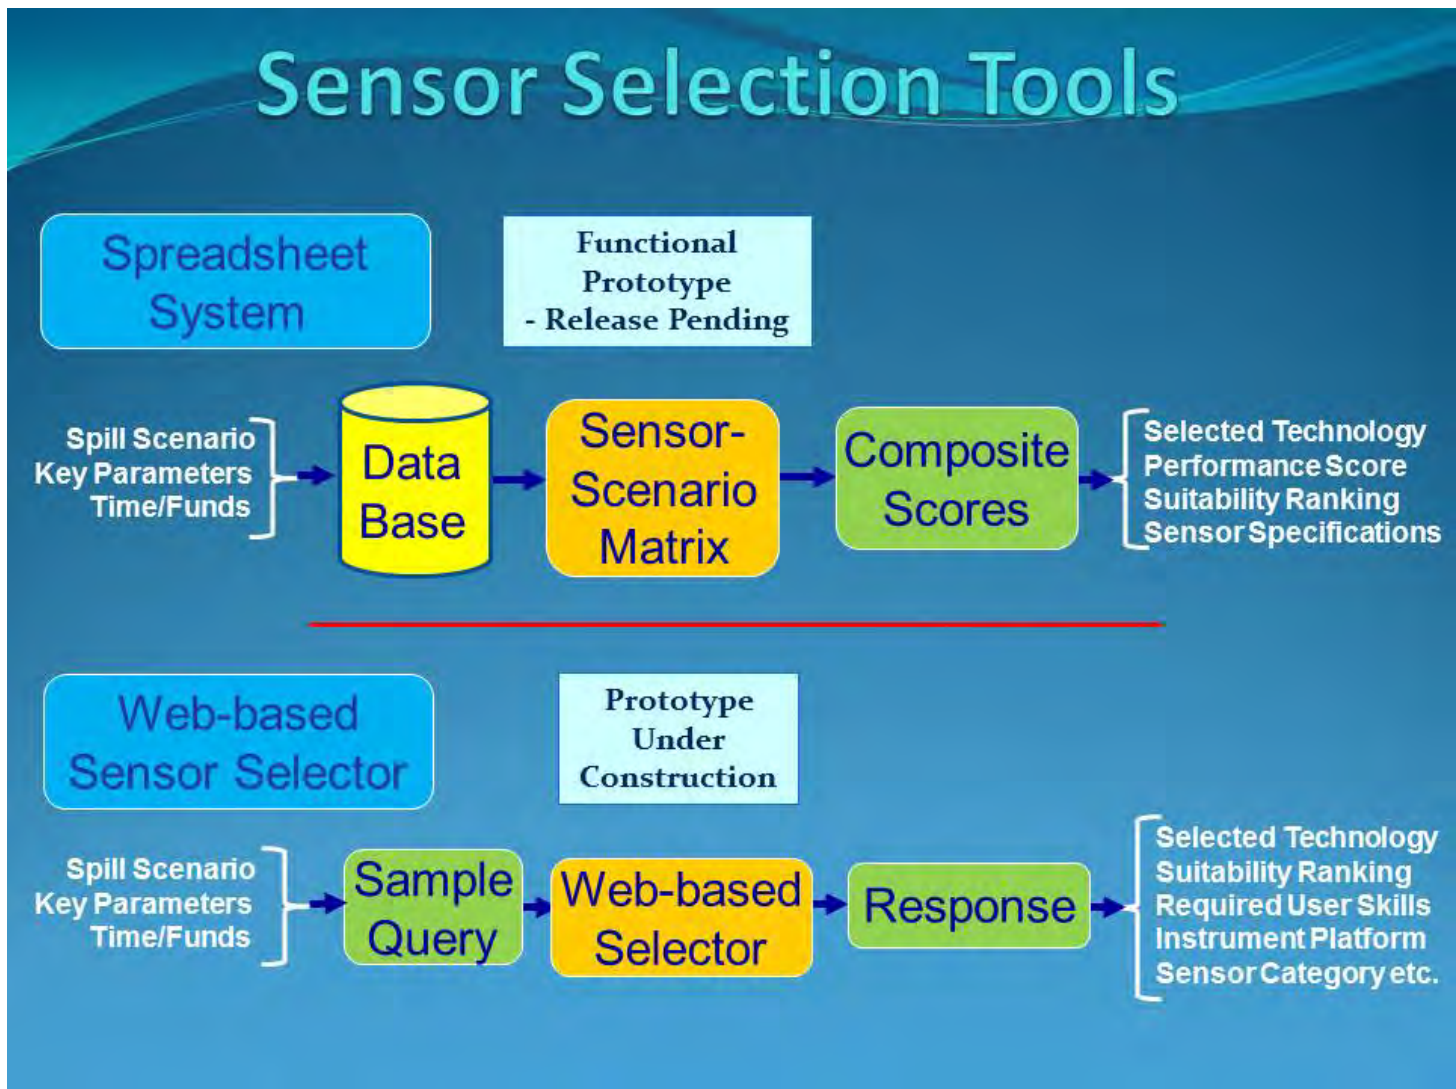 Sensor Selection Tools
Spreadsheet
System
Functional
Prototype
- Release Pending
Spill Scenario
Key Parameters
Time/Funds
Data
Base
Sensor-
Scenario
Matrix
Composite
Scores
Selected Technology
Performance Score
Suitability Ranking
Sensor Specifications
Web-based
Sensor Selector
Prototype
Under
Construction
Spill Scenario
Key Parameters
Time/Funds
Sample
Query
Web-based
Selector
Response
Selected Technology
Suitability Ranking
Required User Skills
Instrument Platform
Sensor Category etc.